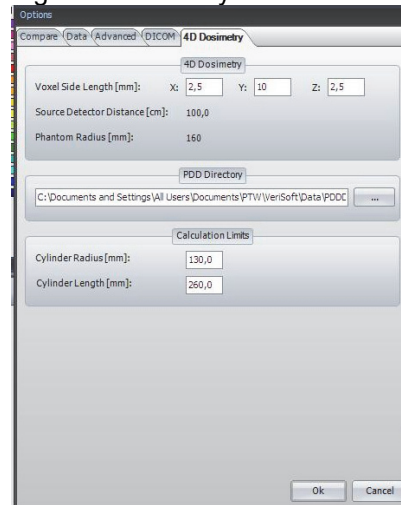 Options
Compare Data Advanced DICOM 4D Dosimetry
4D Dosimetry
Voxel Side Length [mm]: X: 2,5 Y: 10 Z: 2,5
Source Detector Distance [cm]: 100,0
Phantom Radius [mm]: 160
PDD Directory
C:\Documents and Settings\All Users\Documents\PTW\VeriSoft\Data\PDDD ...
Calculation Limits
Cylinder Radius [mm]: 130,0
Cylinder Length [mm]: 260,0
Ok Cancel